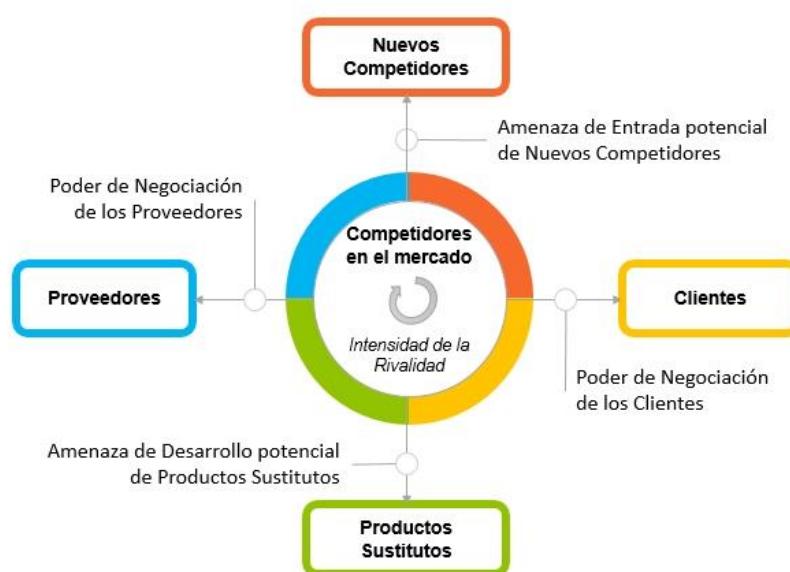 Nuevos
Competidores
Amenaza de Entrada potencial
de Nuevos Competidores
Poder de Negociación
de los Proveedores
Competidores
en el mercado
Proveedores
Clientes
Intensidad de la
Rivalidad
Poder de Negociación
de los Clientes
Amenaza de Desarrollo potencial
de Productos Sustitutos
Productos
Sustitutos